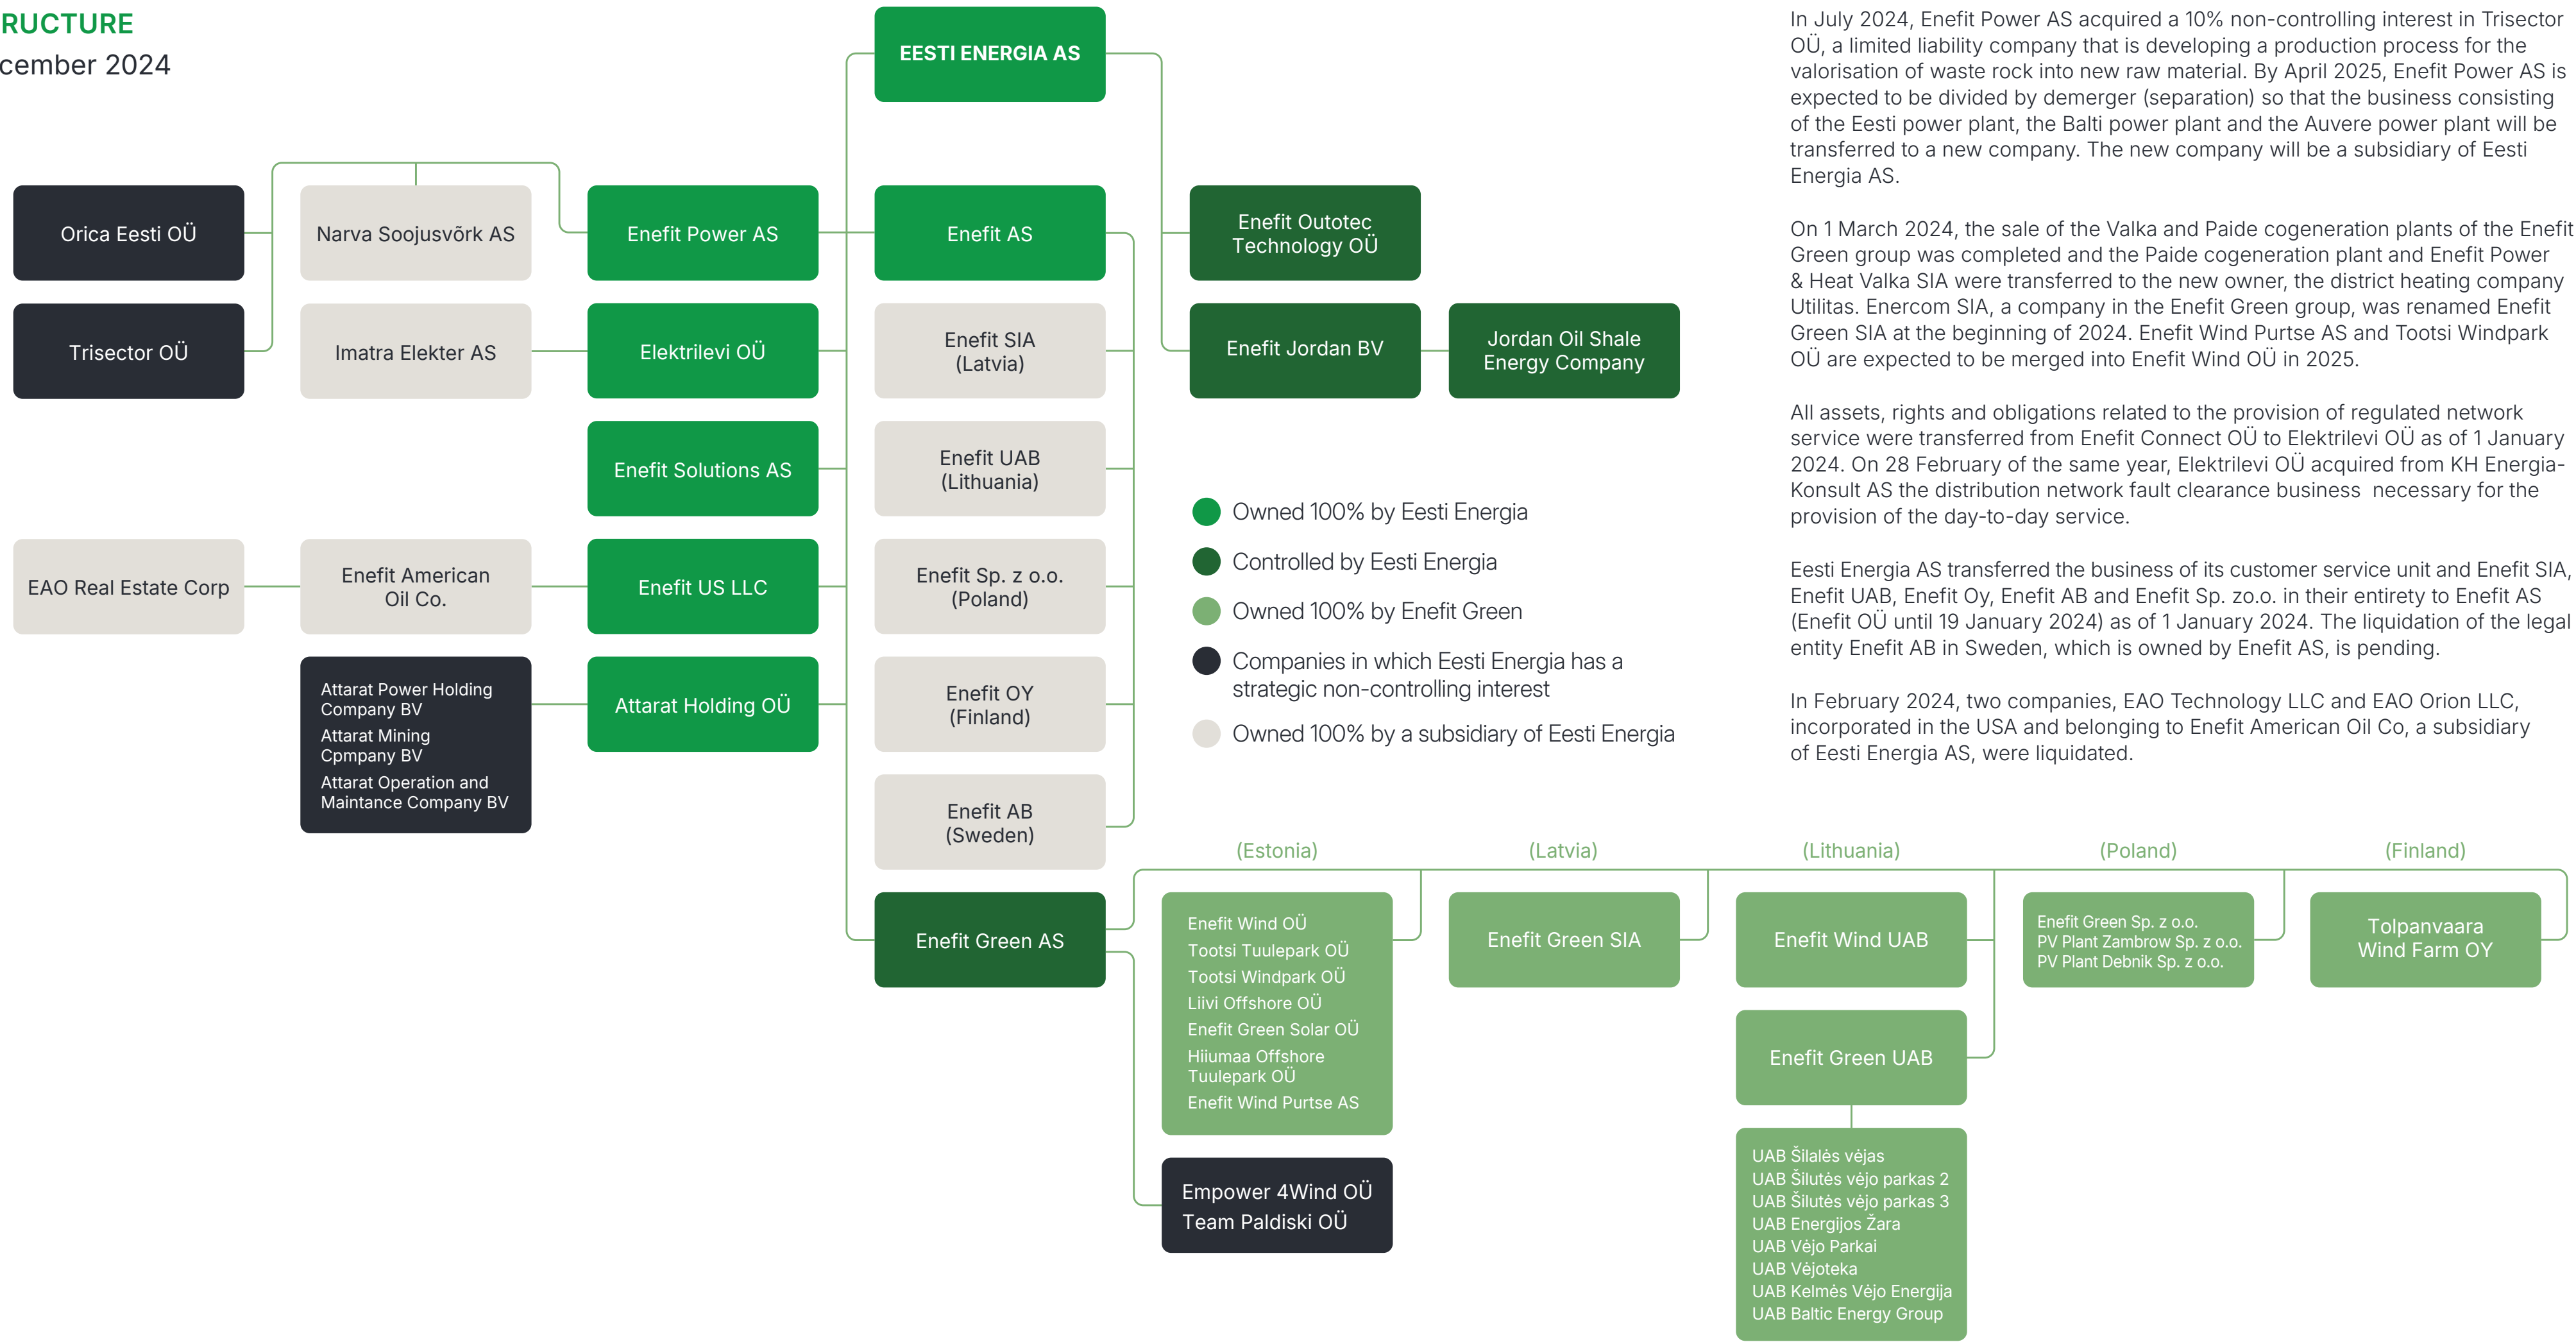 RUCTURE
cember 2024
EESTI ENERGIA AS
Orica Eesti OÜ
Narva Soojusvõrk AS
Enefit Power AS
Enefit AS
Enefit Outotec
Technology OÜ
Trisector OÜ
Imatra Elekter AS
Elektrilevi OÜ
Enefit SIA
(Latvia)
Enefit Jordan BV
Jordan Oil Shale
Energy Company
Enefit Solutions AS
Enefit UAB
(Lithuania)
EAO Real Estate Corp
Enefit American
Oil Co.
Enefit US LLC
Enefit Sp. z o.o.
(Poland)
Attarat Power Holding
Company BV
Attarat Mining
Cpmpany BV
Attarat Operation and
Maintance Company BV
Attarat Holding OÜ
Enefit OY
(Finland)
Enefit AB
(Sweden)
Owned 100% by Eesti Energia
Controlled by Eesti Energia
Owned 100% by Enefit Green
Companies in which Eesti Energia has a
strategic non-controlling interest
Owned 100% by a subsidiary of Eesti Energia
In July 2024, Enefit Power AS acquired a 10% non-controlling interest in Trisector
OÜ, a limited liability company that is developing a production process for the
valorisation of waste rock into new raw material. By April 2025, Enefit Power AS is
expected to be divided by demerger (separation) so that the business consisting
of the Eesti power plant, the Balti power plant and the Auvere power plant will be
transferred to a new company. The new company will be a subsidiary of Eesti
Energia AS.
On 1 March 2024, the sale of the Valka and Paide cogeneration plants of the Enefit
Green group was completed and the Paide cogeneration plant and Enefit Power
& Heat Valka SIA were transferred to the new owner, the district heating company
Utilitas. Enercom SIA, a company in the Enefit Green group, was renamed Enefit
Green SIA at the beginning of 2024. Enefit Wind Purtse AS and Tootsi Windpark
OÜ are expected to be merged into Enefit Wind OÜ in 2025.
All assets, rights and obligations related to the provision of regulated network
service were transferred from Enefit Connect OÜ to Elektrilevi OÜ as of 1 January
2024. On 28 February of the same year, Elektrilevi OÜ acquired from KH Energia-
Konsult AS the distribution network fault clearance business necessary for the
provision of the day-to-day service.
Eesti Energia AS transferred the business of its customer service unit and Enefit SIA,
Enefit UAB, Enefit Oy, Enefit AB and Enefit Sp. zo.o. in their entirety to Enefit AS
(Enefit OÜ until 19 January 2024) as of 1 January 2024. The liquidation of the legal
entity Enefit AB in Sweden, which is owned by Enefit AS, is pending.
In February 2024, two companies, EAO Technology LLC and EAO Orion LLC,
incorporated in the USA and belonging to Enefit American Oil Co, a subsidiary
of Eesti Energia AS, were liquidated.
(Estonia)
(Latvia)
(Lithuania)
(Poland)
(Finland)
Enefit Green AS
Enefit Wind OÜ
Tootsi Tuulepark OÜ
Tootsi Windpark OÜ
Liivi Offshore OÜ
Enefit Green Solar OÜ
Hiiumaa Offshore
Tuulepark OÜ
Enefit Wind Purtse AS
Enefit Green SIA
Enefit Wind UAB
Enefit Green Sp. z o.o.
PV Plant Zambrow Sp. z o.o.
PV Plant Debnik Sp. z o.o.
Tolpanvaara
Wind Farm OY
Enefit Green UAB
Empower 4Wind OÜ
Team Paldiski OÜ
UAB Šilalės vėjas
UAB Šilutės vėjo parkas 2
UAB Šilutės vėjo parkas 3
UAB Energijos Žara
UAB Vėjo Parkai
UAB Vėjoteka
UAB Kelmės Vėjo Energija
UAB Baltic Energy Group